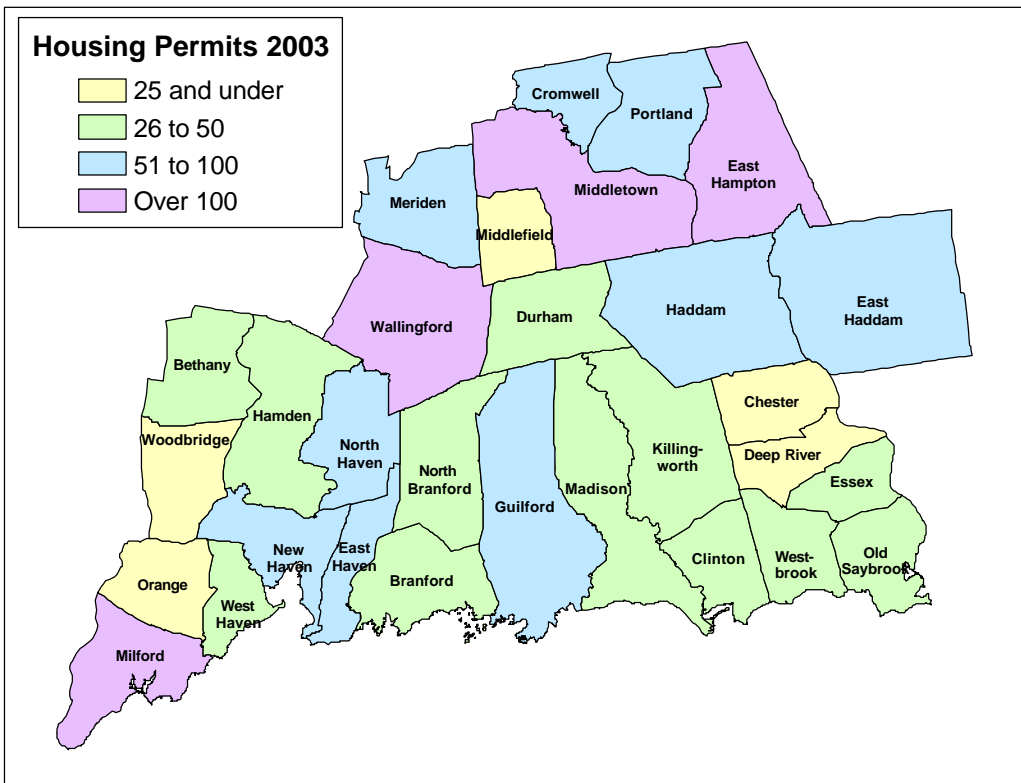 Housing Permits 2003
25 and under
26 to 50
51 to 100
Over 100
Cromwell
Portland
East
Hampton
Middletown
Meriden
Middlefield
Wallingford
Durham
Haddam
East
Haddam
Bethany
Hamden
Woodbridge
North
Haven
North
Branford
Guilford
Madison
Killing-
worth
Chester
Deep River
Essex
Old
Saybrook
West-
brook
Clinton
Branford
East
Haven
New
Haven
West
Haven
Orange
Milford